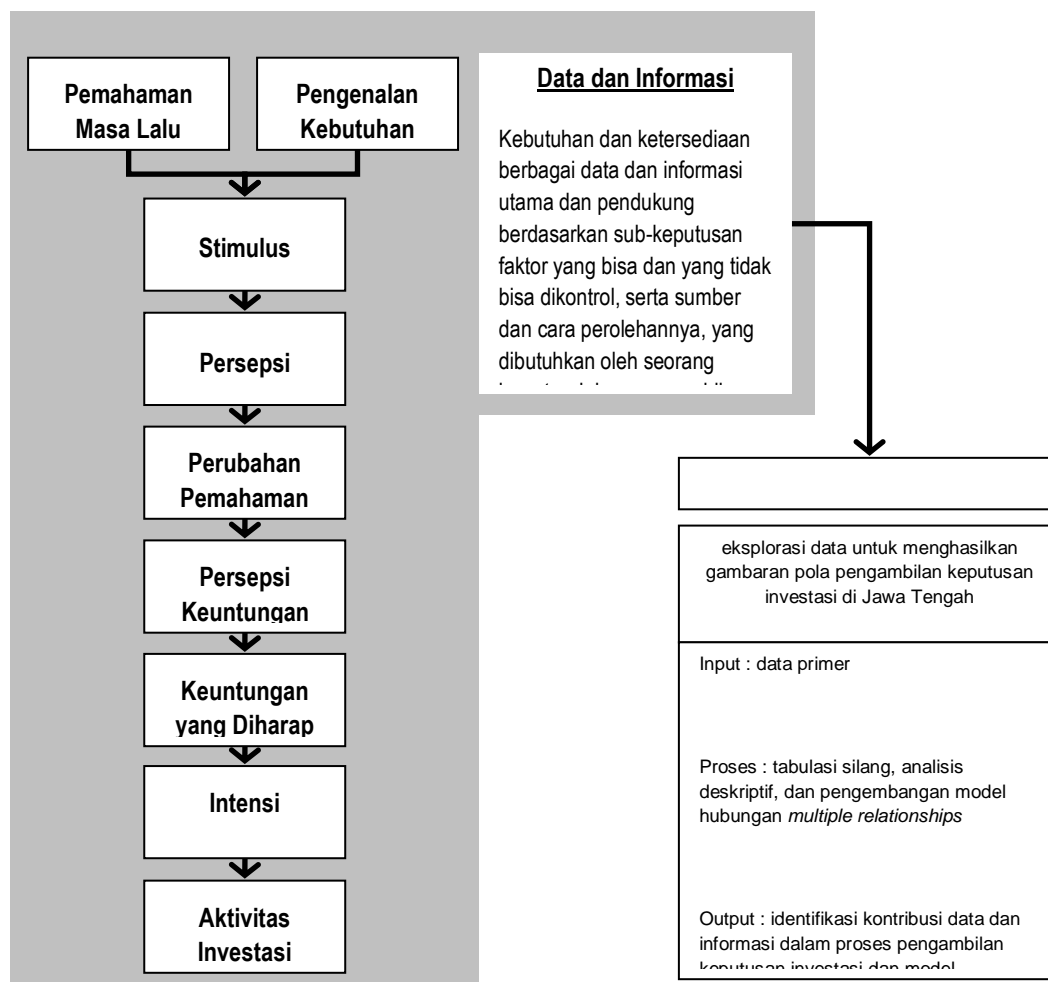 Pemahaman
Masa Lalu
Pengenalan
Kebutuhan
Stimulus
Persepsi
Perubahan
Pemahaman
Persepsi
Keuntungan
Keuntungan
yang Diharap
Intensi
Aktivitas
Investasi
Data dan Informasi
Kebutuhan dan ketersediaan
berbagai data dan informasi
utama dan pendukung
berdasarkan sub-keputusan
faktor yang bisa dan yang tidak
bisa dikontrol, serta sumber
dan cara perolehannya, yang
dibutuhkan oleh seorang
eksplorasi data untuk menghasilkan
gambaran pola pengambilan keputusan
investasi di Jawa Tengah
Input : data primer
Proses : tabulasi silang, analisis
deskriptif, dan pengembangan model
hubungan multiple relationships
Output : identifikasi kontribusi data dan
informasi dalam proses pengambilan
keputusan investasi dan model